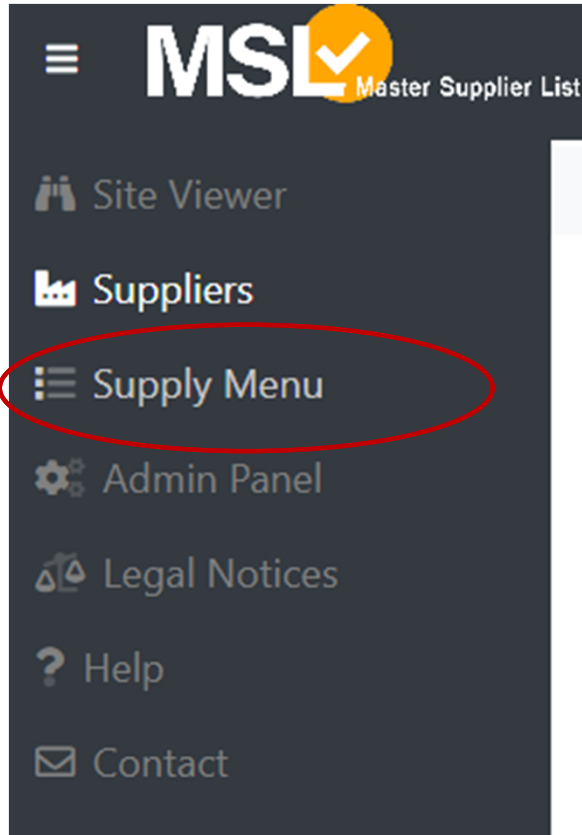 MSL
Master Supplier List
Site Viewer
Suppliers
Supply Menu
Admin Panel
Legal Notices
Help
Contact